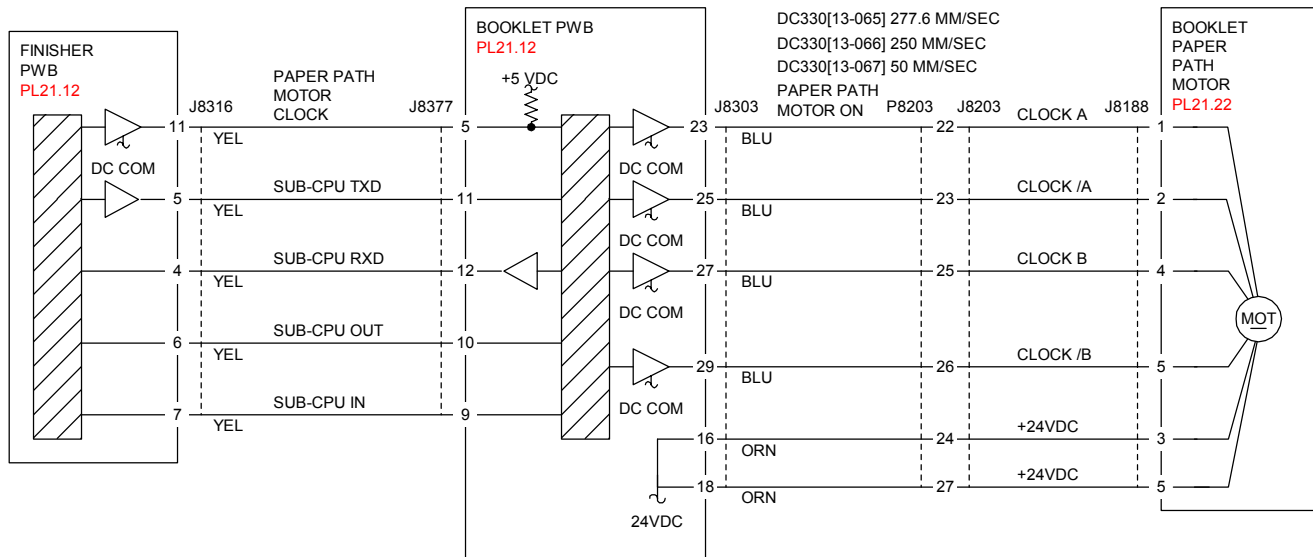 FINISHER
PWB
PL21.12
BOOKLET PWB
PL21.12
+5 VDC
DC330[13-065] 277.6 MM/SEC
DC330[13-066] 250 MM/SEC
DC330[13-067] 50 MM/SEC
PAPER PATH
MOTOR ON
BOOKLET
PAPER
PATH
MOTOR
PL21.22
PAPER PATH
MOTOR
CLOCK
J8316
J8377
J8303
P8203
J8203
J8188
11
YEL
5
23
BLU
22
CLOCK A
1
DC COM
DC COM
5
YEL
SUB-CPU TXD
11
25
BLU
23
CLOCK /A
2
DC COM
4
YEL
SUB-CPU RXD
12
27
BLU
25
CLOCK B
4
DC COM
MOT
6
YEL
SUB-CPU OUT
10
29
BLU
26
CLOCK /B
5
DC COM
7
YEL
SUB-CPU IN
9
16
ORN
24
+24VDC
3
18
ORN
27
+24VDC
5
24VDC